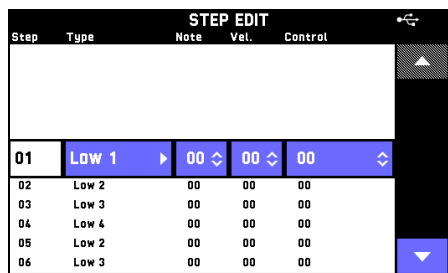 STEP EDIT
Step Type Note Vel. Control
01 Low 1 00 00 00
02 Low 2 00 00 00
03 Low 3 00 00 00
04 Low 4 00 00 00
05 Low 2 00 00 00
06 Low 3 00 00 00